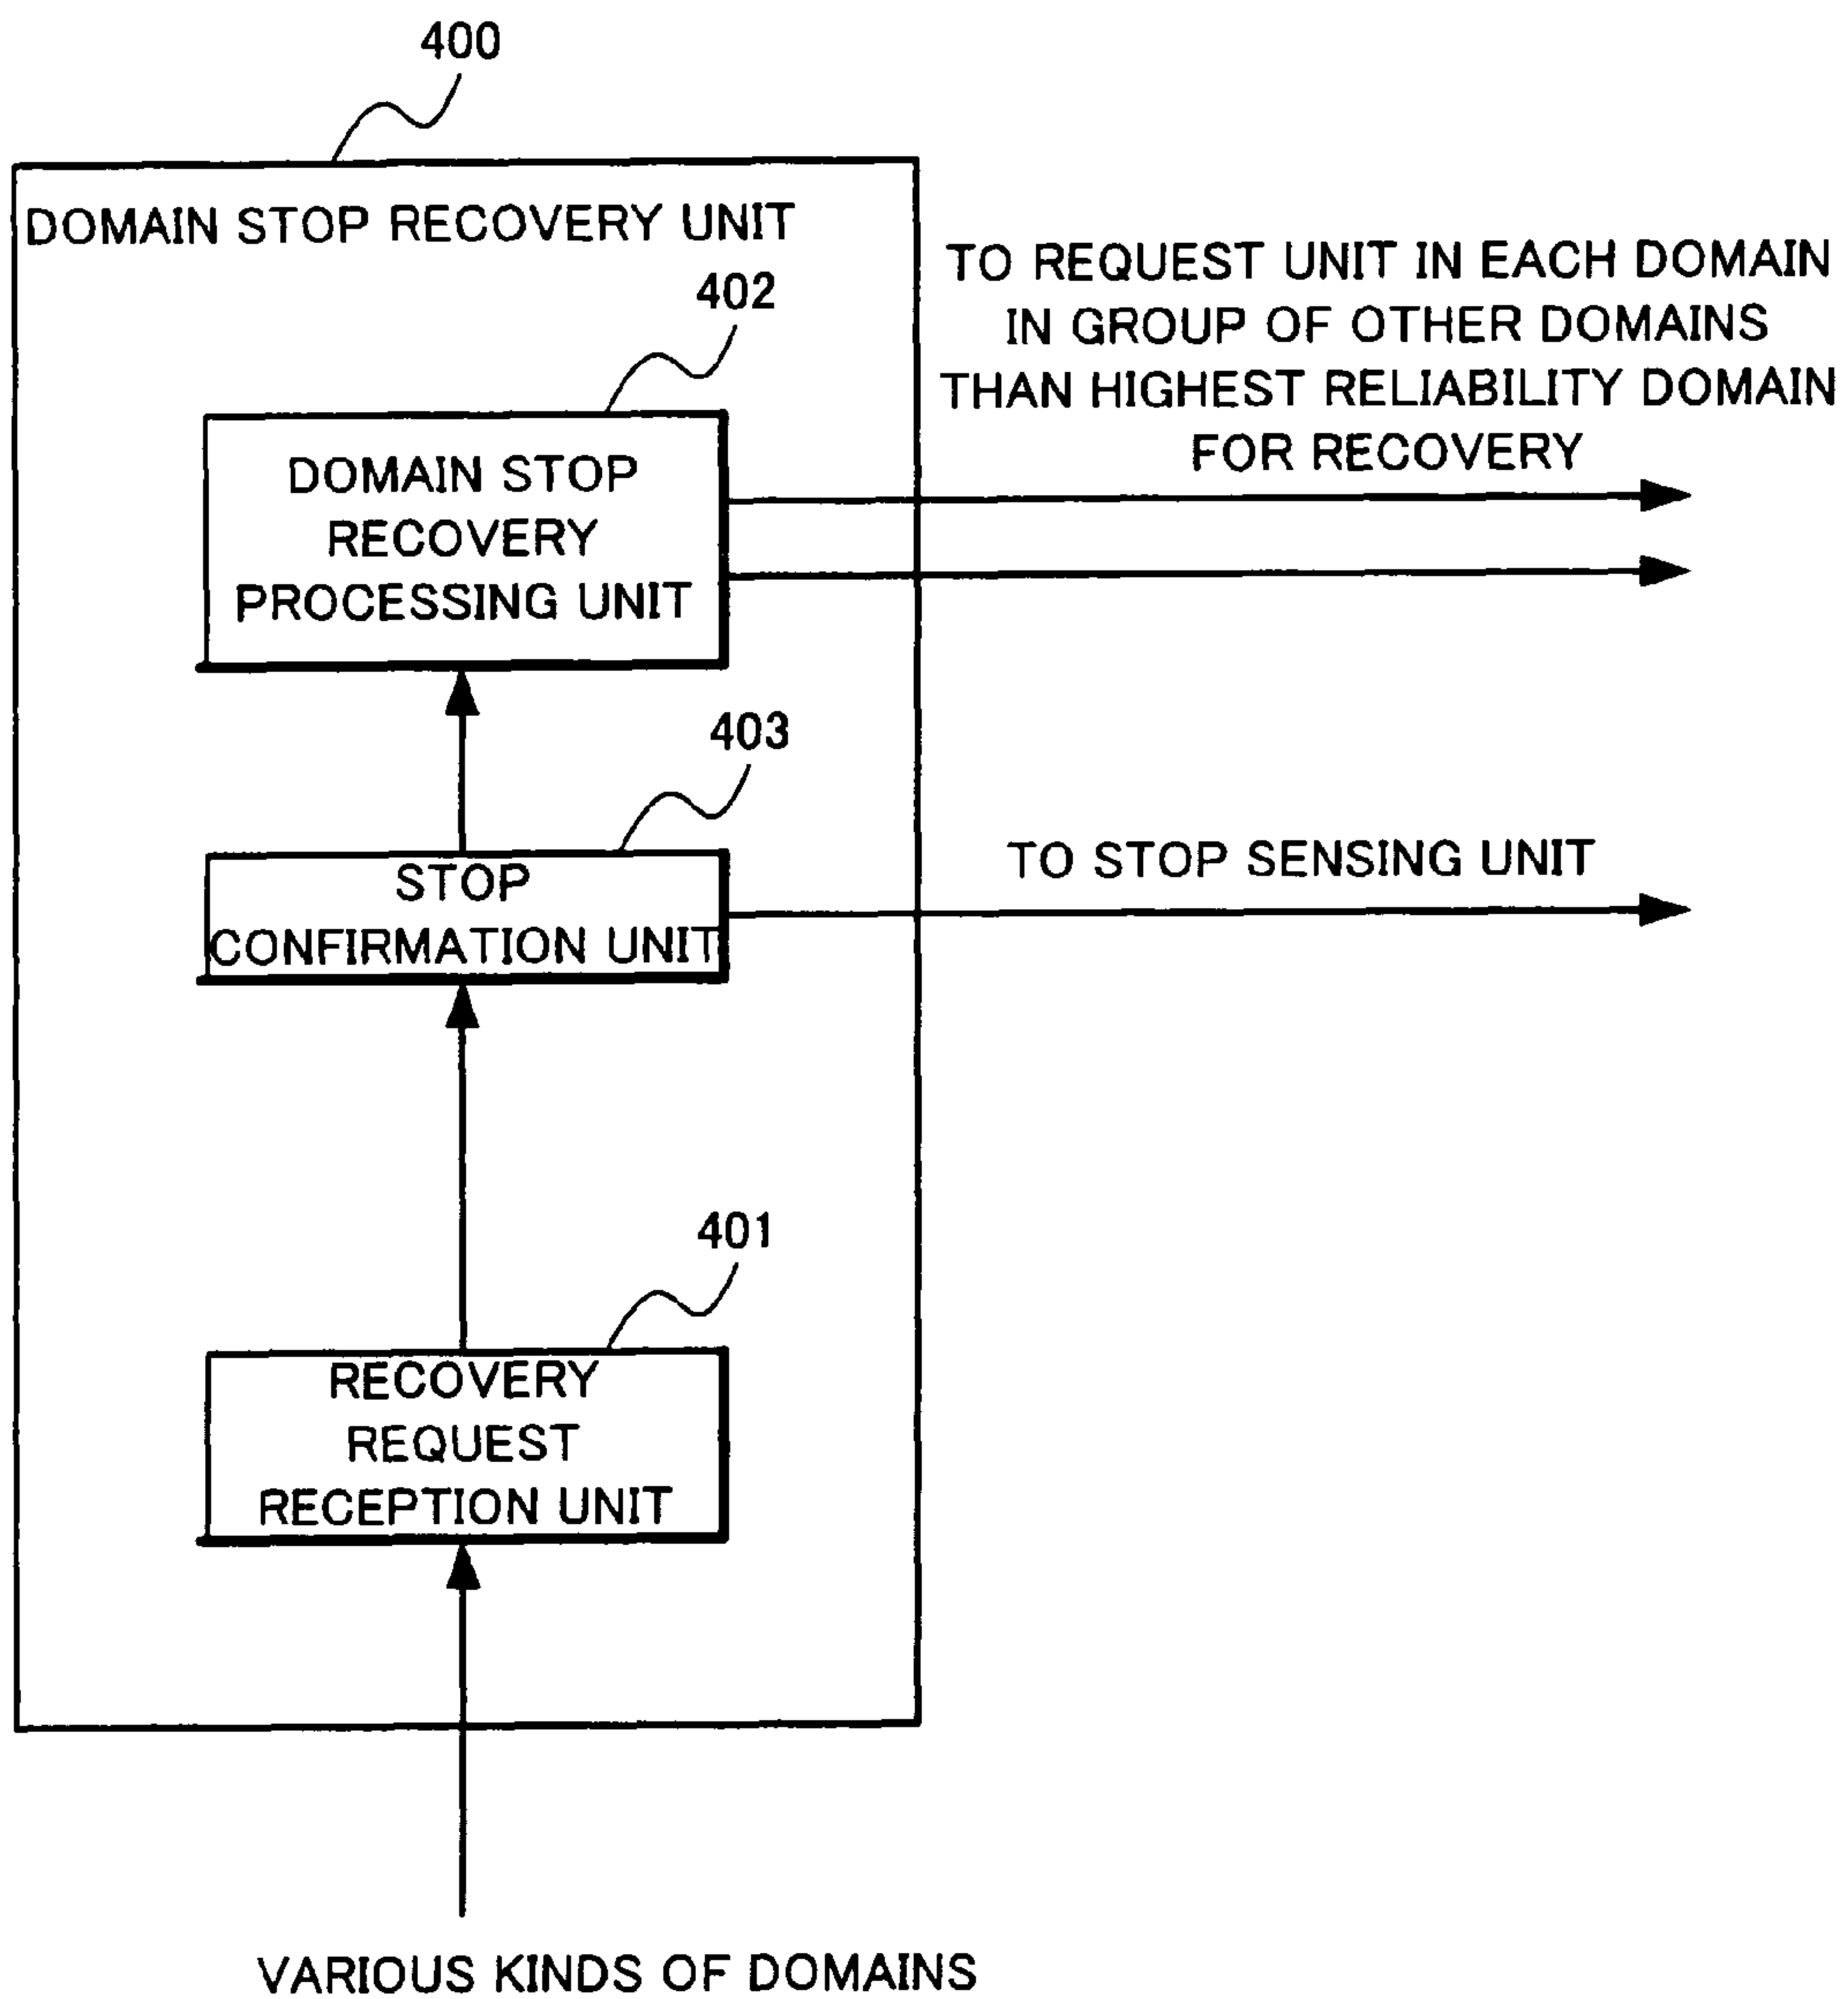 400
DOMAIN STOP RECOVERY UNIT
402
TO REQUEST UNIT IN EACH DOMAIN
IN GROUP OF OTHER DOMAINS
THAN HIGHEST RELIABILITY DOMAIN
FOR RECOVERY
DOMAIN STOP
RECOVERY
PROCESSING UNIT
403
TO STOP SENSING UNIT
STOP
CONFIRMATION UNIT
401
RECOVERY
REQUEST
RECEPTION UNIT
VARIOUS KINDS OF DOMAINS